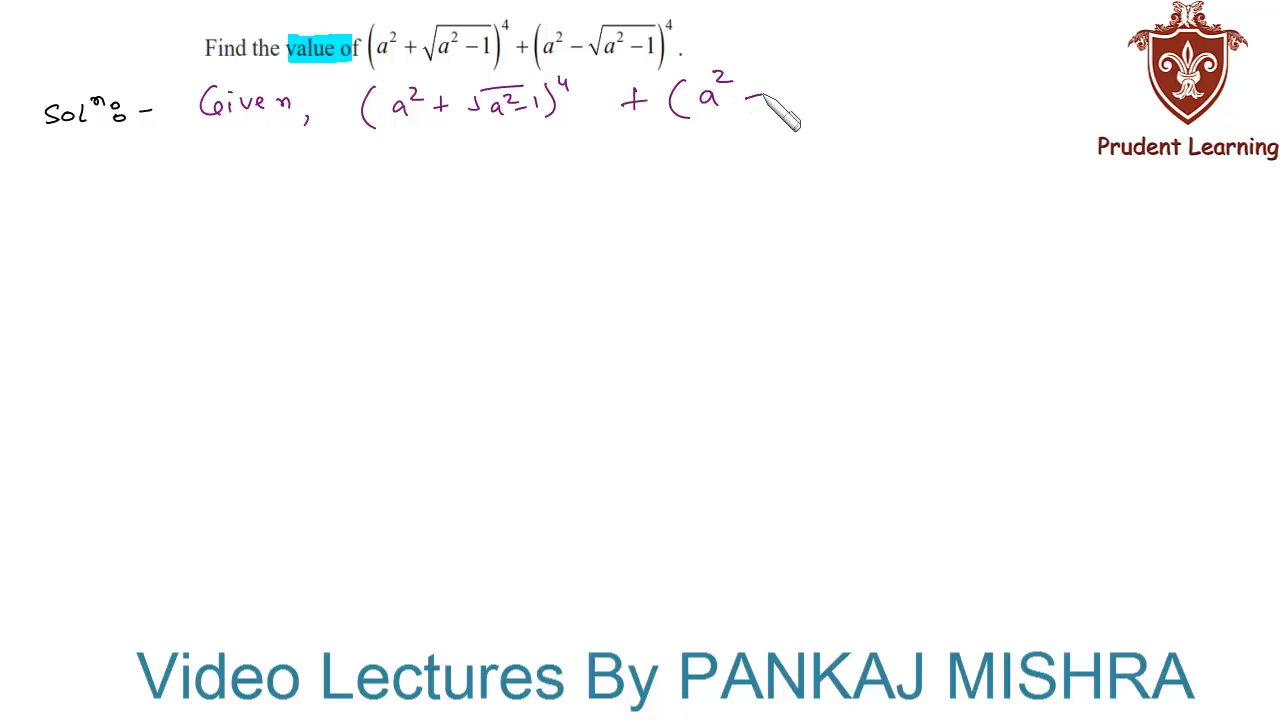 Find the value of (a² + √(a² − 1))⁴ + (a² − √(a² − 1))⁴ .
Solⁿ: − Given, (a² + √(a² − 1))⁴ + (a² −
Prudent Learning
Video Lectures By PANKAJ MISHRA